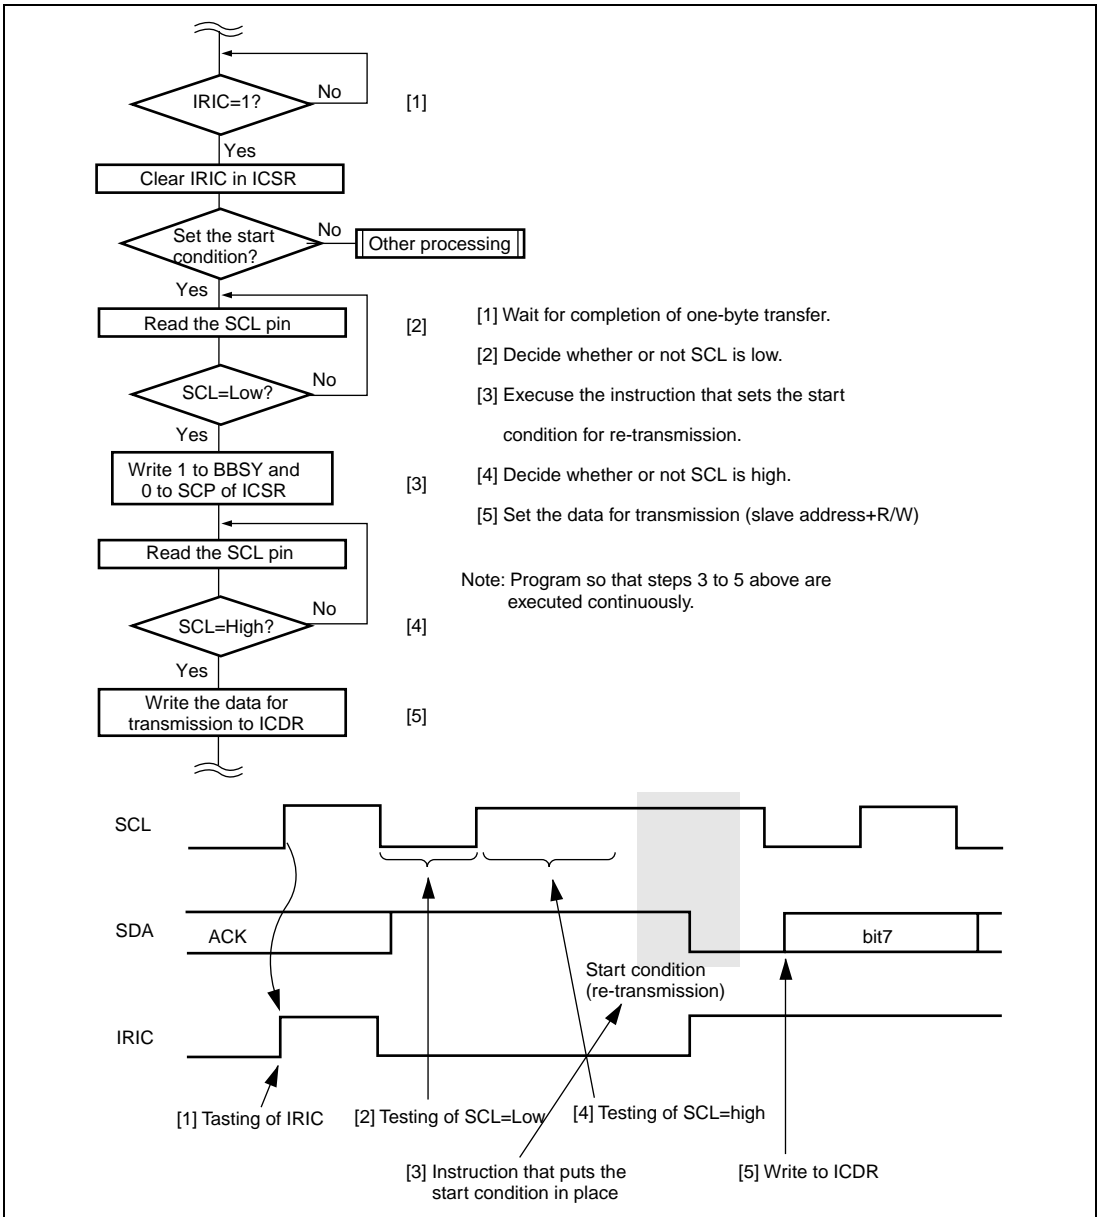 IRIC=1?
No
[1]
Yes
Clear IRIC in ICSR
Set the start
condition?
No
Other processing
Yes
Read the SCL pin
[2]
SCL=Low?
No
Yes
Write 1 to BBSY and
0 to SCP of ICSR
[3]
Read the SCL pin
SCL=High?
No
[4]
Yes
Write the data for
transmission to ICDR
[5]
[1] Wait for completion of one-byte transfer.
[2] Decide whether or not SCL is low.
[3] Execuse the instruction that sets the start
condition for re-transmission.
[4] Decide whether or not SCL is high.
[5] Set the data for transmission (slave address+R/W)
Note: Program so that steps 3 to 5 above are
executed continuously.
SCL
SDA
ACK
bit7
Start condition
(re-transmission)
IRIC
[1] Tasting of IRIC
[2] Testing of SCL=Low
[4] Testing of SCL=high
[3] Instruction that puts the
start condition in place
[5] Write to ICDR